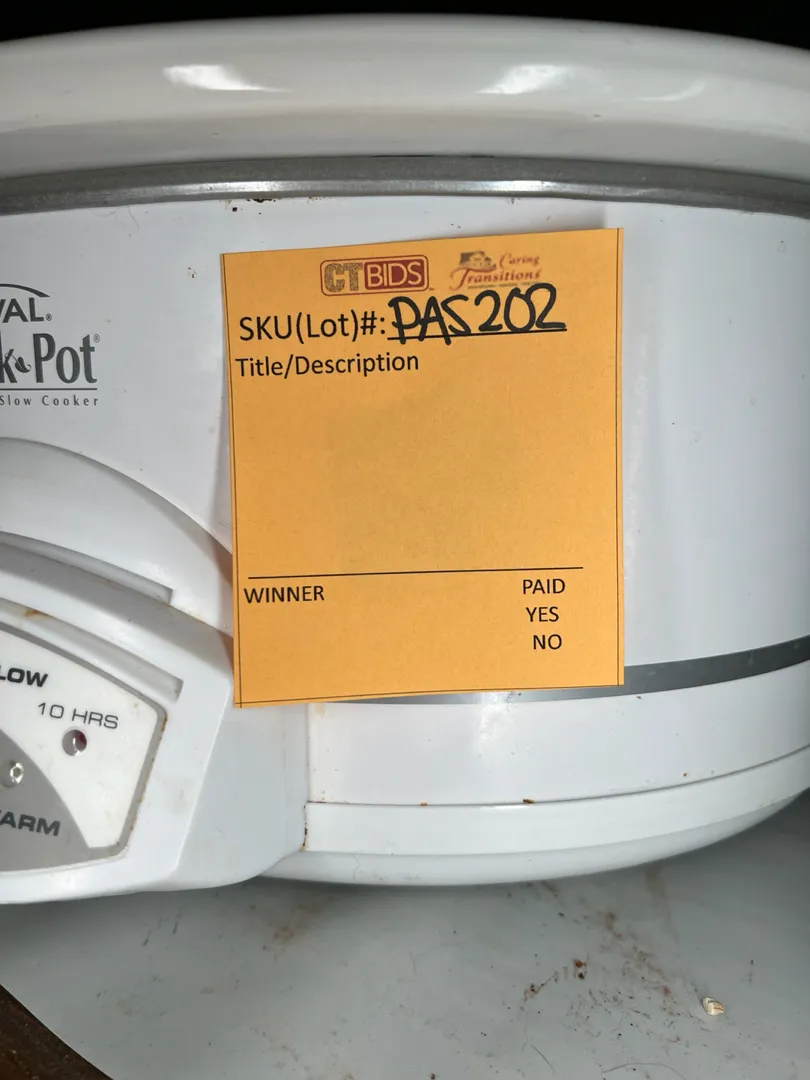 CTBIDS
Caring
Transitions
SKU(Lot)#: PAS202
Title/Description
VAL®
k Pot®
Slow Cooker
WINNER PAID
YES
NO
LOW
10 HRS
ARM